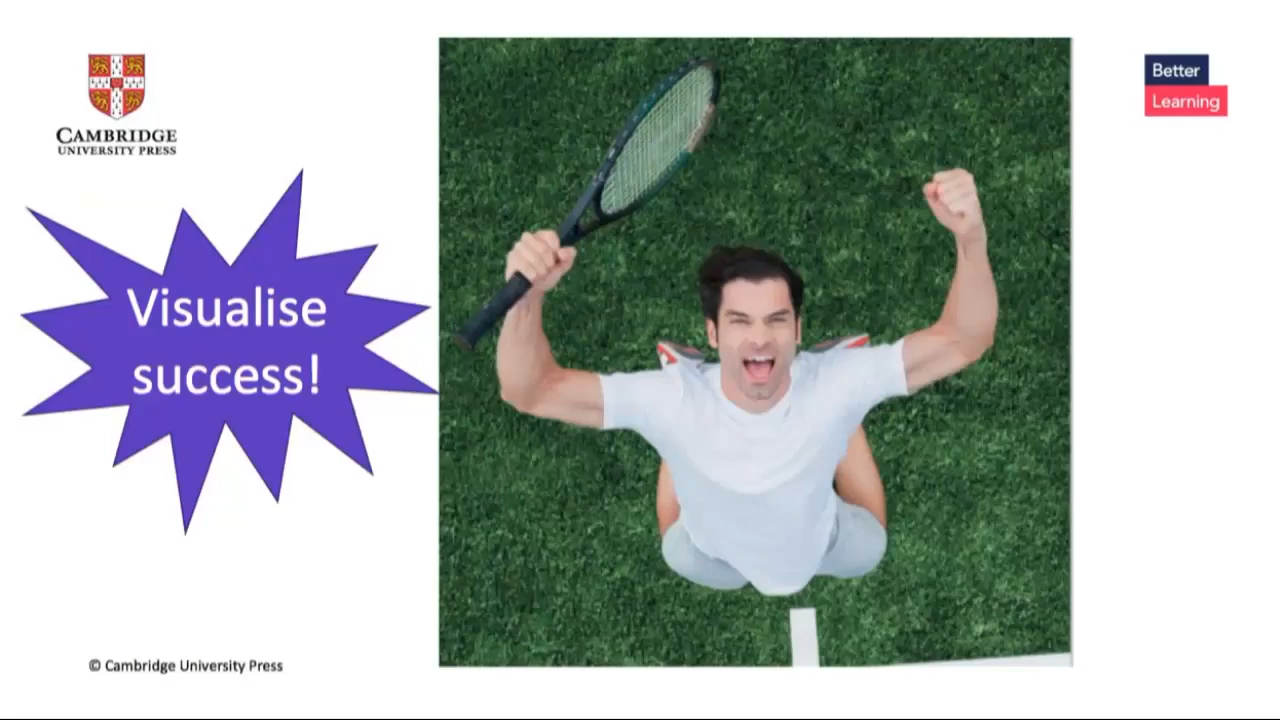 CAMBRIDGE
UNIVERSITY PRESS
Better
Learning
Visualise
success!
© Cambridge University Press